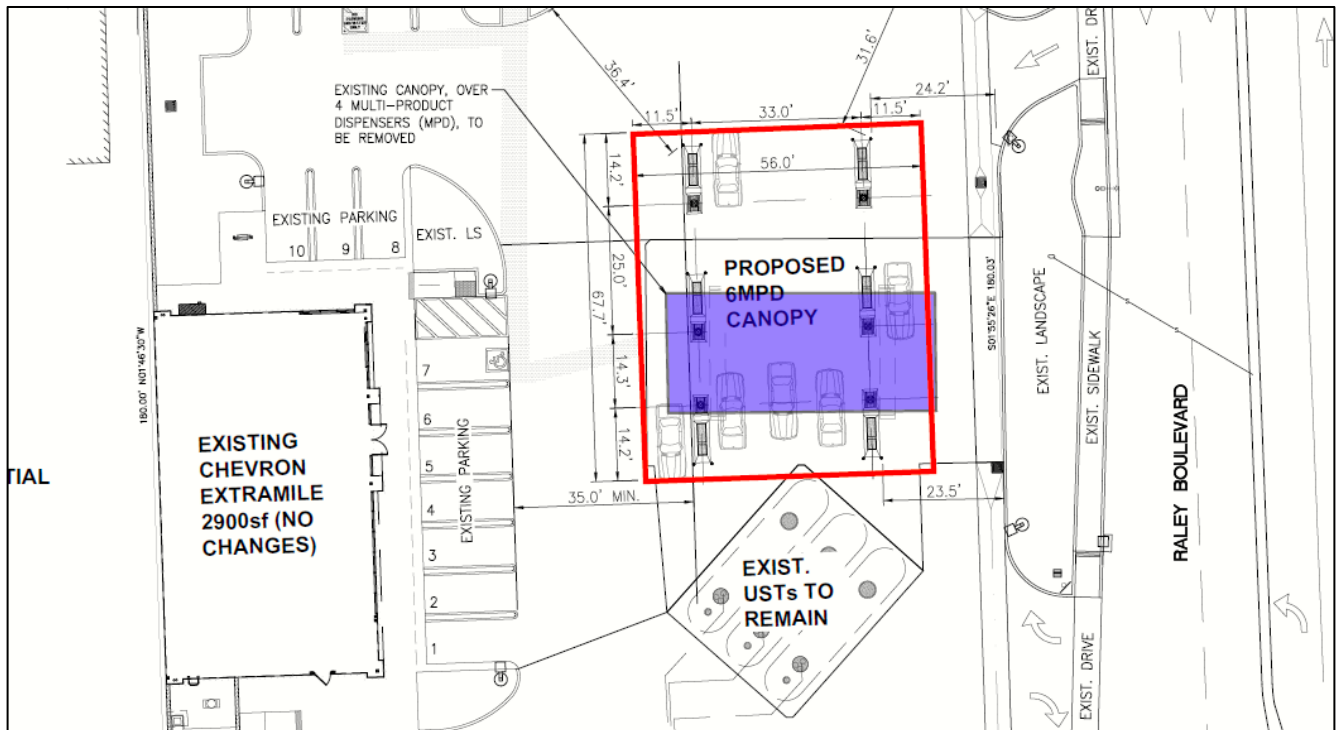 NO
PARKING
ONLY
EXIST. DR
36.4'
31.6'
24.2'
EXISTING CANOPY, OVER
4 MULTI-PRODUCT
DISPENSERS (MPD), TO
BE REMOVED
11.5'
33.0'
11.5'
56.0'
14.2'
25.0'
67.7'
14.3'
14.2'
EXISTING PARKING
10
9
8
EXIST. LS
PROPOSED
6MPD
CANOPY
S01°55'26"E 180.03'
EXIST. LANDSCAPE
EXIST. SIDEWALK
RALEY BOULEVARD
180.00' N01°46'30"W
7
6
5
4
3
2
1
EXISTING PARKING
EXISTING
CHEVRON
EXTRAMILE
2900sf (NO
CHANGES)
TIAL
35.0' MIN.
23.5'
EXIST.
USTs TO
REMAIN
EXIST. DRIVE